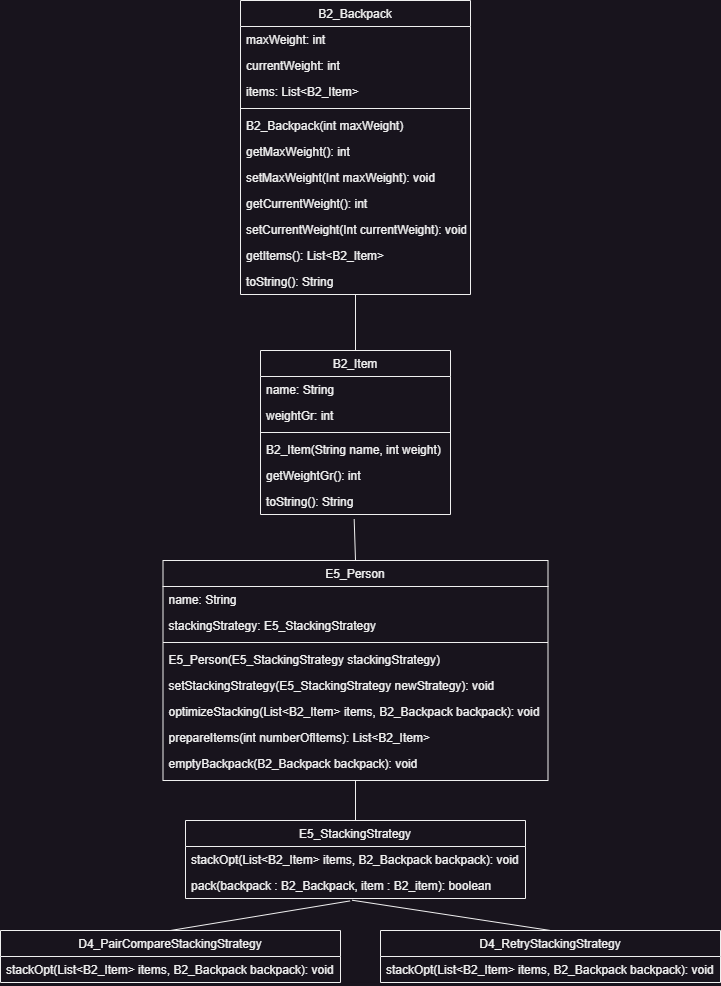 B2_Backpack
maxWeight: int
currentWeight: int
items: List<B2_Item>
B2_Backpack(int maxWeight)
getMaxWeight(): int
setMaxWeight(Int maxWeight): void
getCurrentWeight(): int
setCurrentWeight(Int currentWeight): void
getItems(): List<B2_Item>
toString(): String
B2_Item
name: String
weightGr: int
B2_Item(String name, int weight)
getWeightGr(): int
toString(): String
E5_Person
name: String
stackingStrategy: E5_StackingStrategy
E5_Person(E5_StackingStrategy stackingStrategy)
setStackingStrategy(E5_StackingStrategy newStrategy): void
optimizeStacking(List<B2_Item> items, B2_Backpack backpack): void
prepareItems(int numberOfItems): List<B2_Item>
emptyBackpack(B2_Backpack backpack): void
E5_StackingStrategy
stackOpt(List<B2_Item> items, B2_Backpack backpack): void
pack(backpack : B2_Backpack, item : B2_item): boolean
D4_PairCompareStackingStrategy
stackOpt(List<B2_Item> items, B2_Backpack backpack): void
D4_RetryStackingStrategy
stackOpt(List<B2_Item> items, B2_Backpack backpack): void